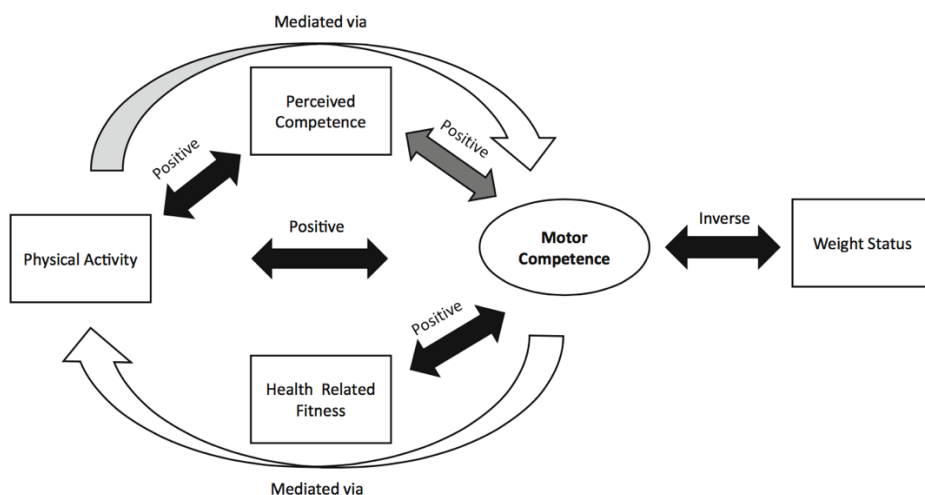 Mediated via
Perceived
Competence
Positive
Positive
Physical Activity
Positive
Motor
Competence
Inverse
Weight Status
Positive
Health Related
Fitness
Mediated via